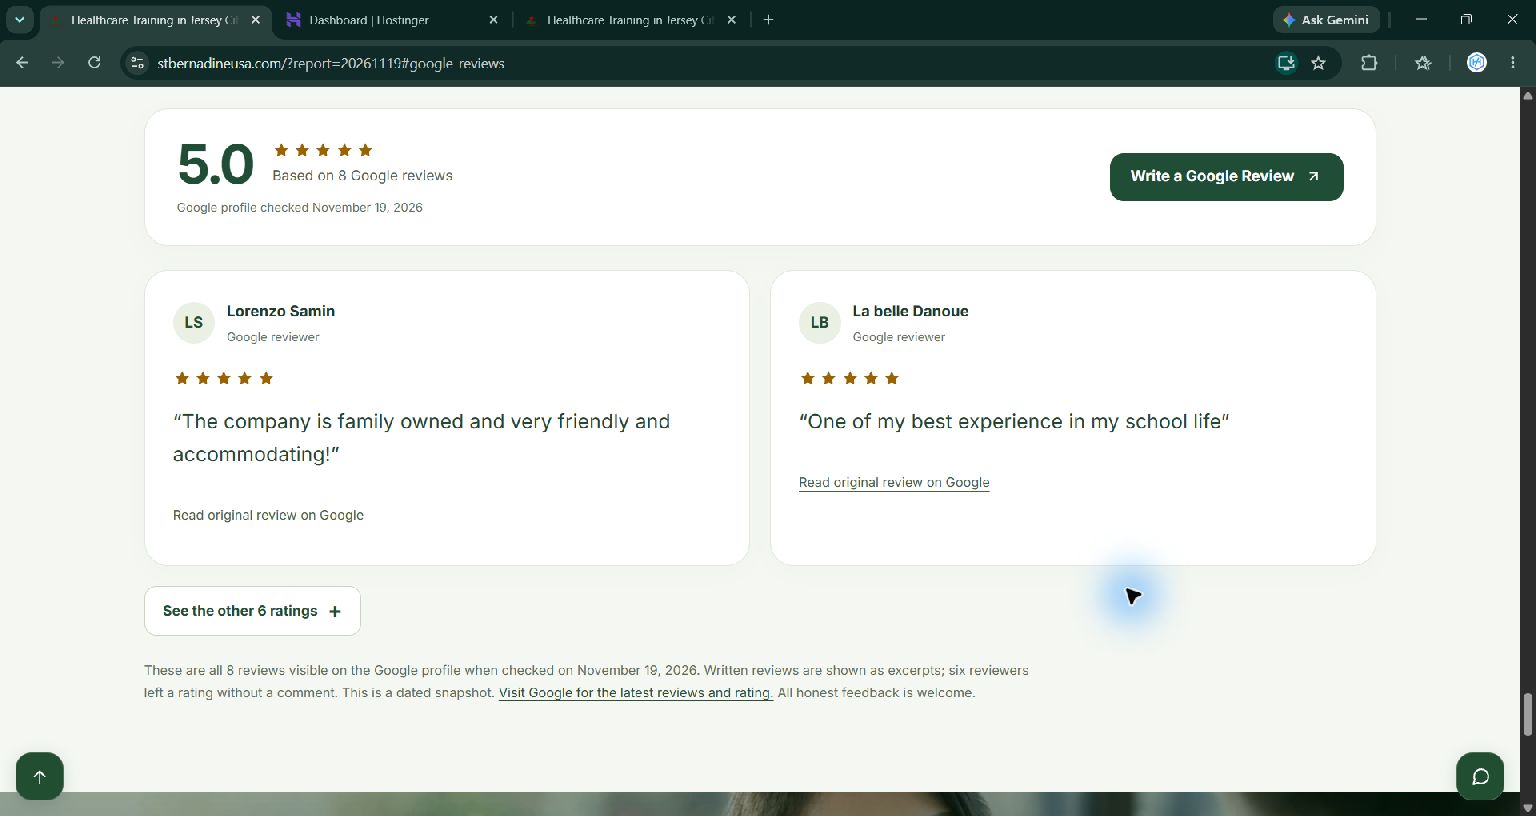 Healthcare Training in Jersey Ci
Dashboard | Hostinger
Healthcare Training in Jersey Ci
Ask Gemini
stbernadineusa.com/?report=20261119#google_reviews
5.0
Based on 8 Google reviews
Google profile checked November 19, 2026
Write a Google Review
LS
Lorenzo Samin
Google reviewer
“The company is family owned and very friendly and
accommodating!”
Read original review on Google
LB
La belle Danoue
Google reviewer
“One of my best experience in my school life”
Read original review on Google
See the other 6 ratings +
These are all 8 reviews visible on the Google profile when checked on November 19, 2026. Written reviews are shown as excerpts; six reviewers
left a rating without a comment. This is a dated snapshot. Visit Google for the latest reviews and rating. All honest feedback is welcome.